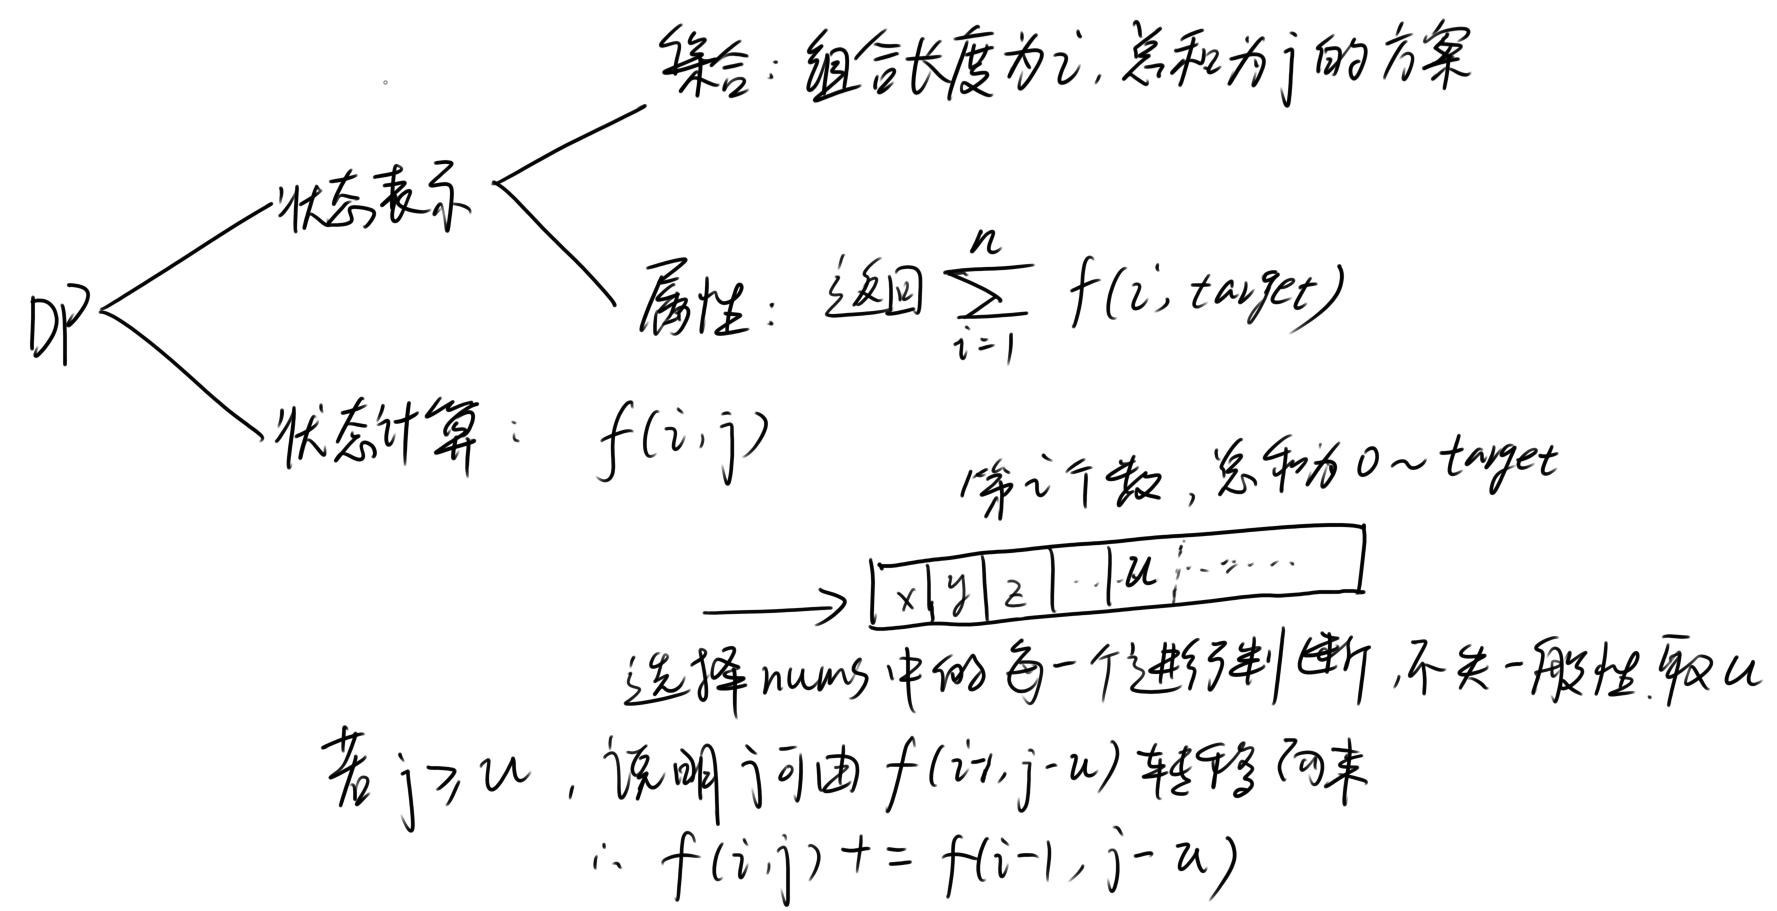 集合：组合长度为i，总和为j的方案
状态表示
属性：返回 \sum_{i=1}^{n} f(i, target)
DP
状态计算： f(i,j)
第i个数，总和为0～target
x y z … u ……
选择nums中的每一个进行判断，不失一般性，取u
若j≥u，说明j可由f(i-1,j-u)转移而来
∴ f(i,j) += f(i-1,j-u)